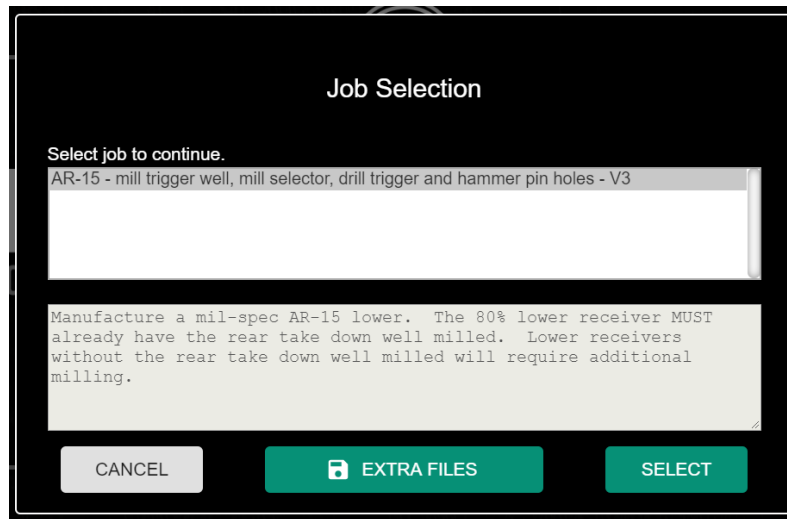 Job Selection
Select job to continue.
AR-15 - mill trigger well, mill selector, drill trigger and hammer pin holes - V3
Manufacture a mil-spec AR-15 lower.  The 80% lower receiver MUST
already have the rear take down well milled.  Lower receivers
without the rear take down well milled will require additional
milling.
CANCEL
EXTRA FILES
SELECT